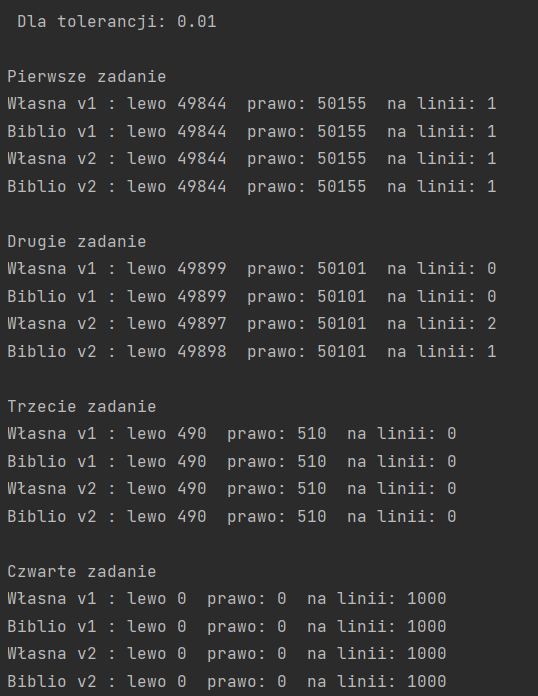 Dla tolerancji: 0.01
Pierwsze zadanie
Własna v1 : lewo 49844  prawo: 50155  na linii: 1
Biblio v1 : lewo 49844  prawo: 50155  na linii: 1
Własna v2 : lewo 49844  prawo: 50155  na linii: 1
Biblio v2 : lewo 49844  prawo: 50155  na linii: 1
Drugie zadanie
Własna v1 : lewo 49899  prawo: 50101  na linii: 0
Biblio v1 : lewo 49899  prawo: 50101  na linii: 0
Własna v2 : lewo 49897  prawo: 50101  na linii: 2
Biblio v2 : lewo 49898  prawo: 50101  na linii: 1
Trzecie zadanie
Własna v1 : lewo 490  prawo: 510  na linii: 0
Biblio v1 : lewo 490  prawo: 510  na linii: 0
Własna v2 : lewo 490  prawo: 510  na linii: 0
Biblio v2 : lewo 490  prawo: 510  na linii: 0
Czwarte zadanie
Własna v1 : lewo 0  prawo: 0  na linii: 1000
Biblio v1 : lewo 0  prawo: 0  na linii: 1000
Własna v2 : lewo 0  prawo: 0  na linii: 1000
Biblio v2 : lewo 0  prawo: 0  na linii: 1000